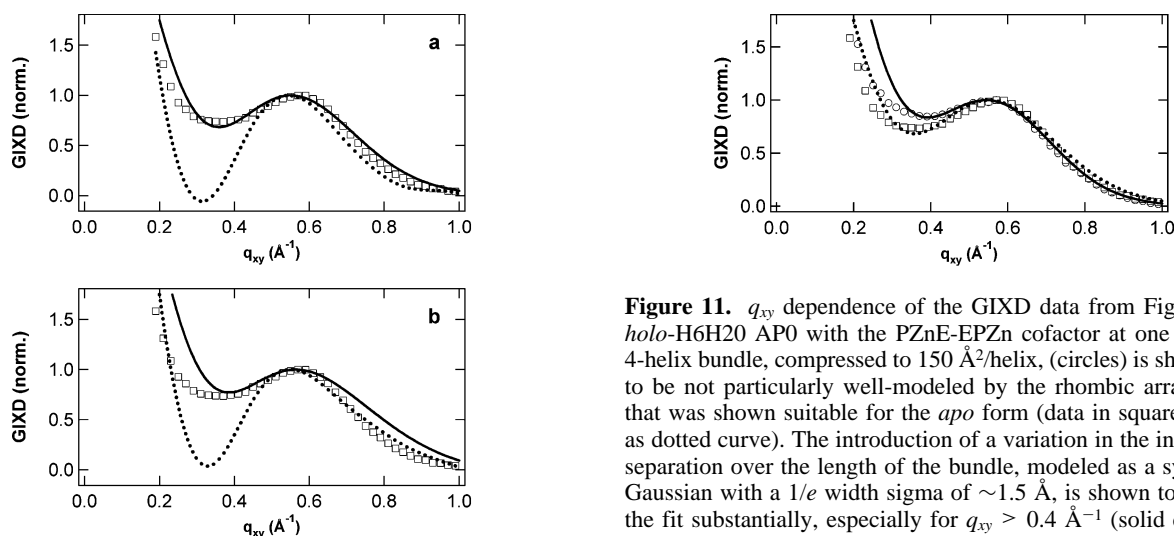 a
1.5
1.0
0.5
0.0
GIXD (norm.)
0.0 0.2 0.4 0.6 0.8 1.0
q_xy (Å⁻¹)
b
1.5
1.0
0.5
0.0
GIXD (norm.)
0.0 0.2 0.4 0.6 0.8 1.0
q_xy (Å⁻¹)
1.5
1.0
0.5
0.0
GIXD (norm.)
0.0 0.2 0.4 0.6 0.8 1.0
q_xy (Å⁻¹)
Figure 11. q_xy dependence of the GIXD data from Fig
holo-H6H20 AP0 with the PZnE-EPZn cofactor at one
4-helix bundle, compressed to 150 Å²/helix, (circles) is sh
to be not particularly well-modeled by the rhombic arra
that was shown suitable for the apo form (data in square
as dotted curve). The introduction of a variation in the in
separation over the length of the bundle, modeled as a sy
Gaussian with a 1/e width sigma of ∼1.5 Å, is shown to
the fit substantially, especially for q_xy > 0.4 Å⁻¹ (solid